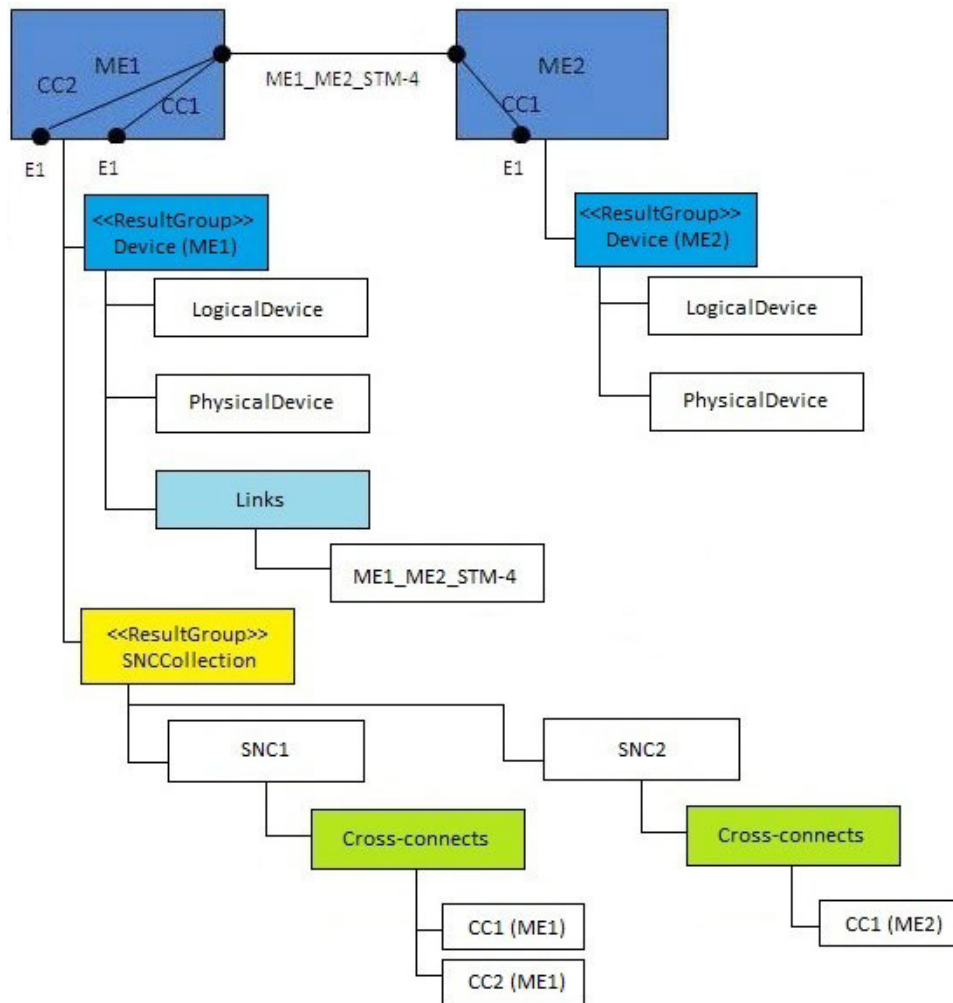 ME1
CC2
CC1
E1
E1
ME1_ME2_STM-4
ME2
CC1
E1
<<ResultGroup>>
Device (ME1)
LogicalDevice
PhysicalDevice
Links
ME1_ME2_STM-4
<<ResultGroup>>
Device (ME2)
LogicalDevice
PhysicalDevice
<<ResultGroup>>
SNCCollection
SNC1
Cross-connects
CC1 (ME1)
CC2 (ME1)
SNC2
Cross-connects
CC1 (ME2)